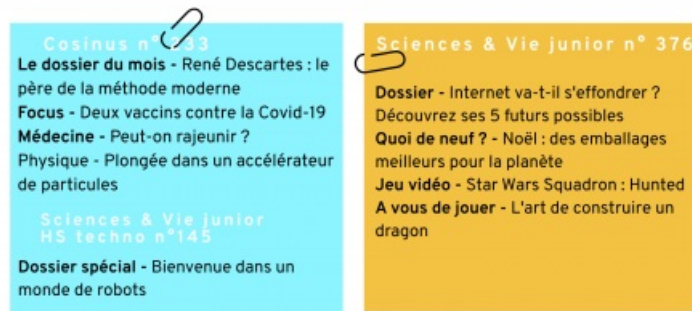 Cosinus n° 233
Le dossier du mois - René Descartes : le
père de la méthode moderne
Focus - Deux vaccins contre la Covid-19
Médecine - Peut-on rajeunir ?
Physique - Plongée dans un accélérateur
de particules
Sciences & Vie junior
HS techno n°145
Dossier spécial - Bienvenue dans un
monde de robots
Sciences & Vie junior n° 376
Dossier - Internet va-t-il s'effondrer ?
Découvrez ses 5 futurs possibles
Quoi de neuf ? - Noël : des emballages
meilleurs pour la planète
Jeu vidéo - Star Wars Squadron : Hunted
A vous de jouer - L'art de construire un
dragon